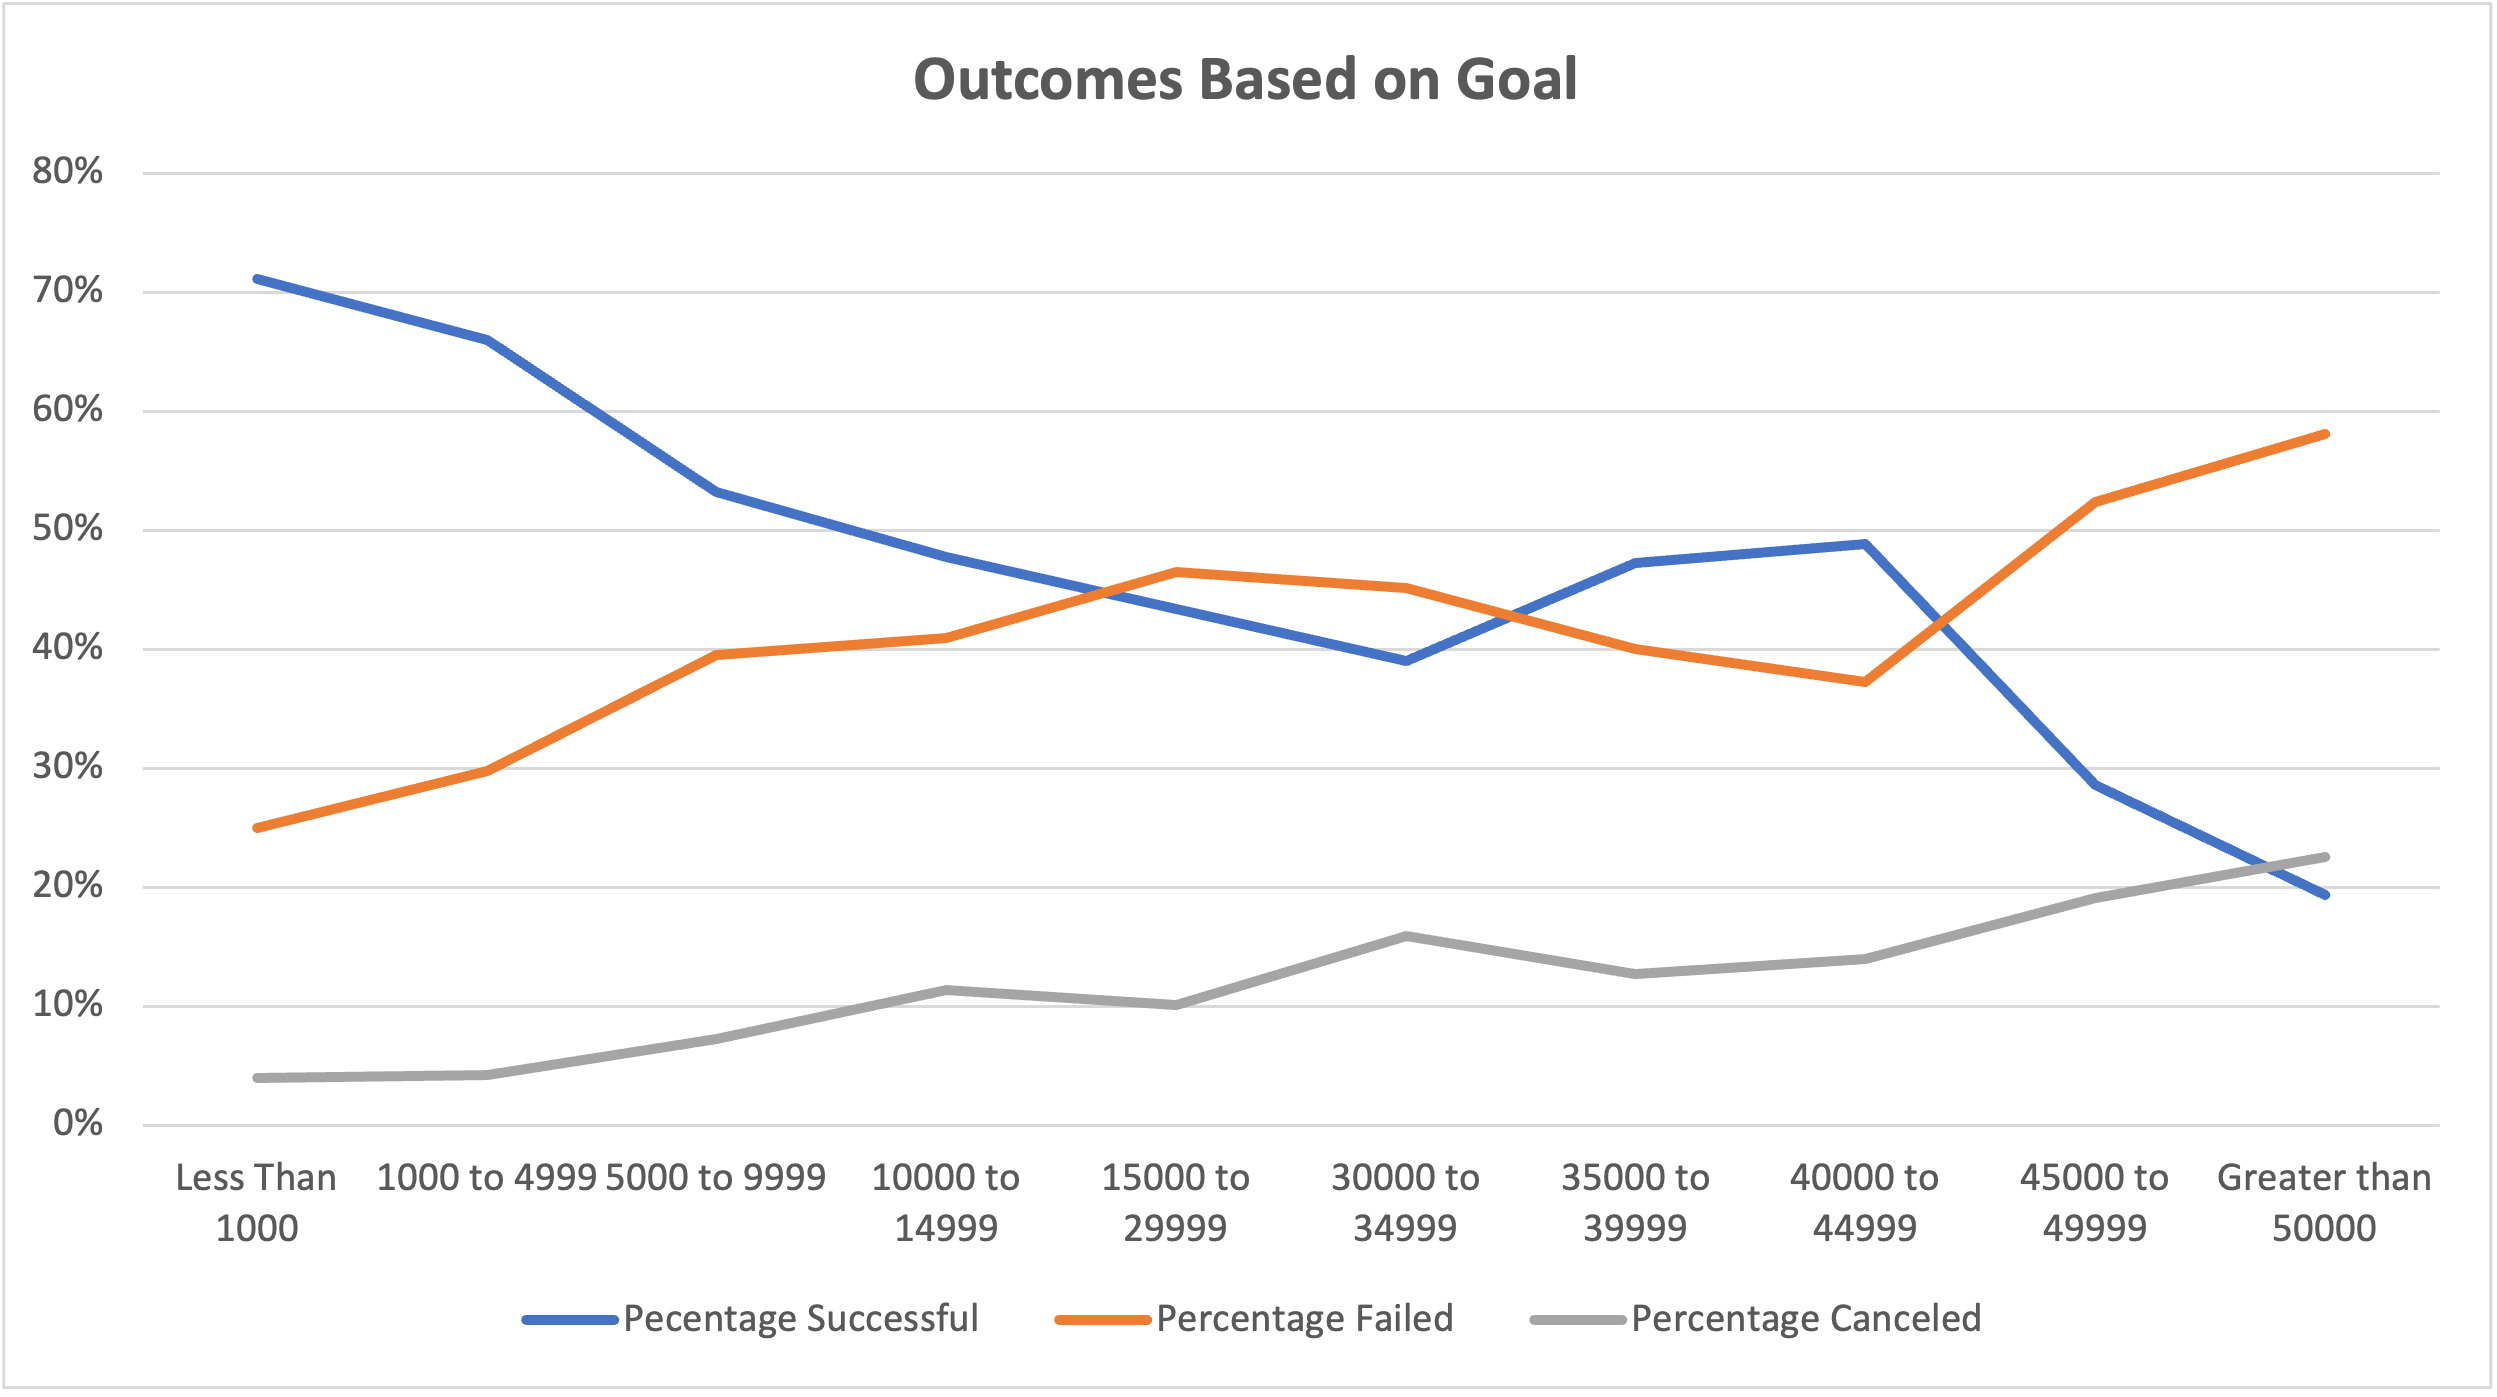 Outcomes Based on Goal
80%
70%
60%
50%
40%
30%
20%
10%
0%
Less Than 1000 to 4999 5000 to 9999 10000 to 15000 to 30000 to 35000 to 40000 to 45000 to Greater than
1000 14999 29999 34999 39999 44999 49999 50000
Pecentage Successful Percentage Failed Percentage Canceled